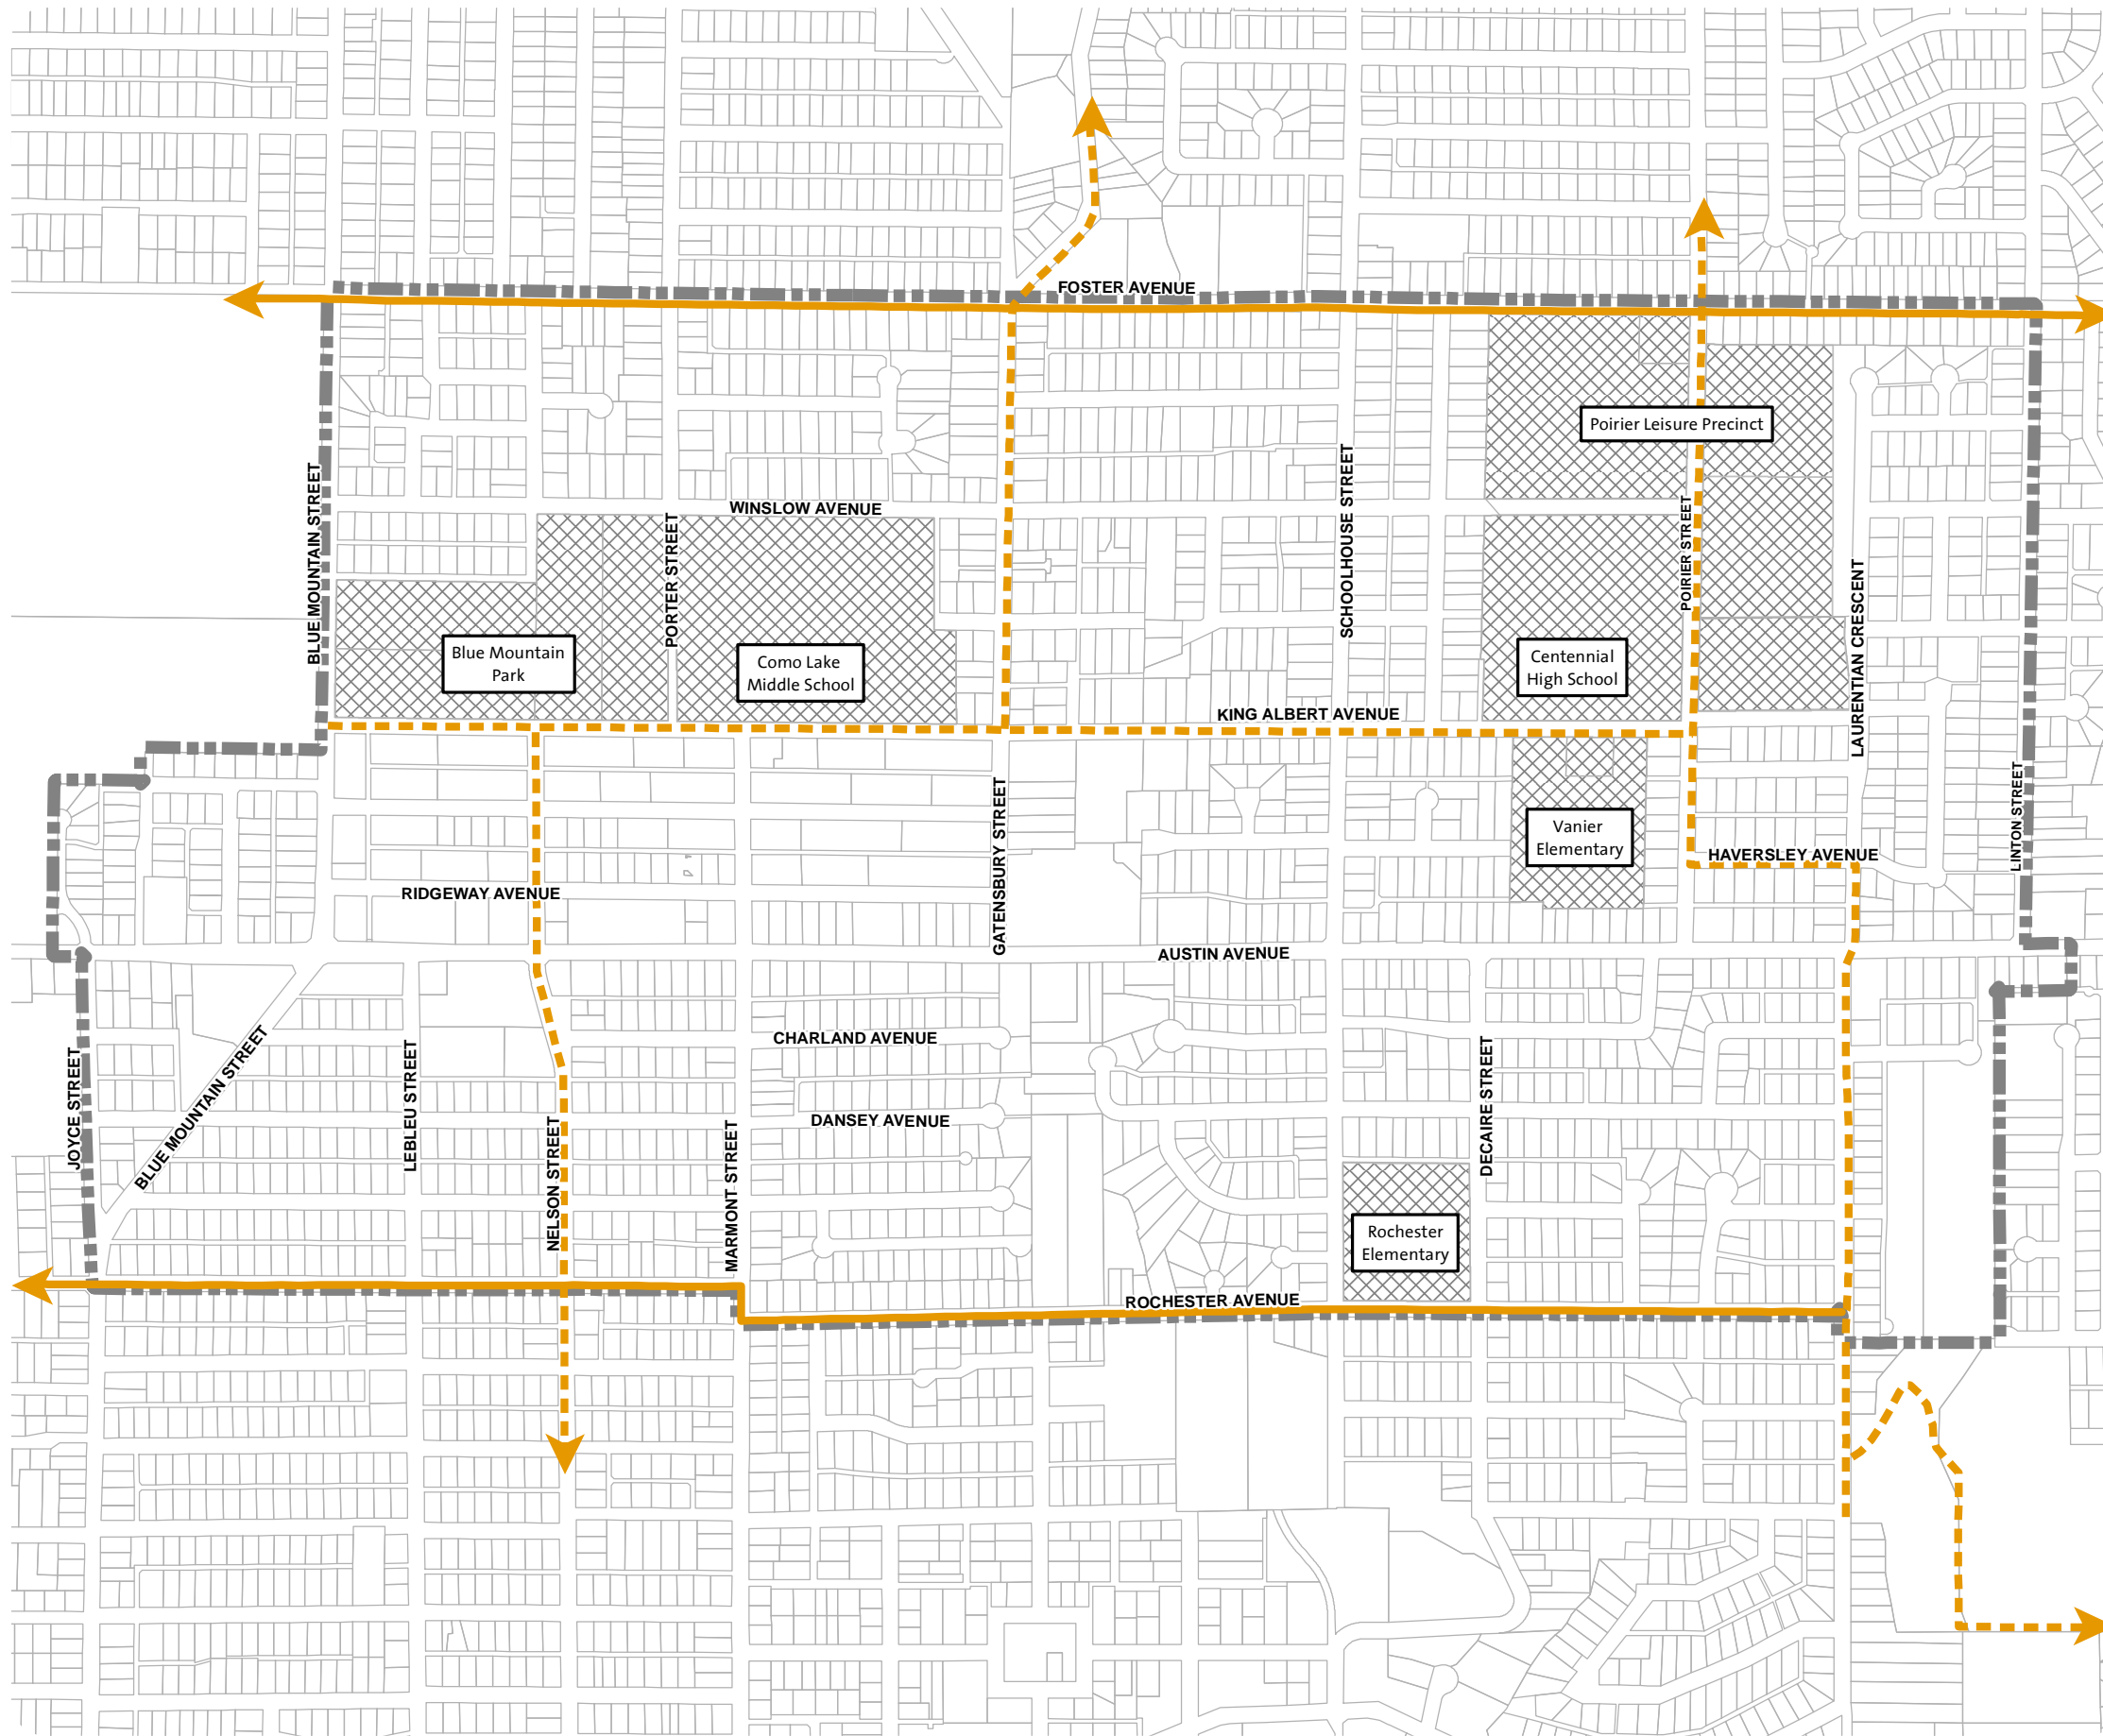 FOSTER AVENUE
Poirier Leisure Precinct
BLUE MOUNTAIN STREET
WINSLOW AVENUE
PORTER STREET
SCHOOLHOUSE STREET
POIRIER STREET
LAURENTIAN CRESCENT
Blue Mountain
Park
Como Lake
Middle School
Centennial
High School
KING ALBERT AVENUE
GATENSBURY STREET
LINTON STREET
Vanier
Elementary
HAVERSLEY AVENUE
RIDGEWAY AVENUE
AUSTIN AVENUE
CHARLAND AVENUE
JOYCE STREET
BLUE MOUNTAIN STREET
LEBLEU STREET
DECAIRE STREET
DANSEY AVENUE
NELSON STREET
MARMONT STREET
Rochester
Elementary
ROCHESTER AVENUE